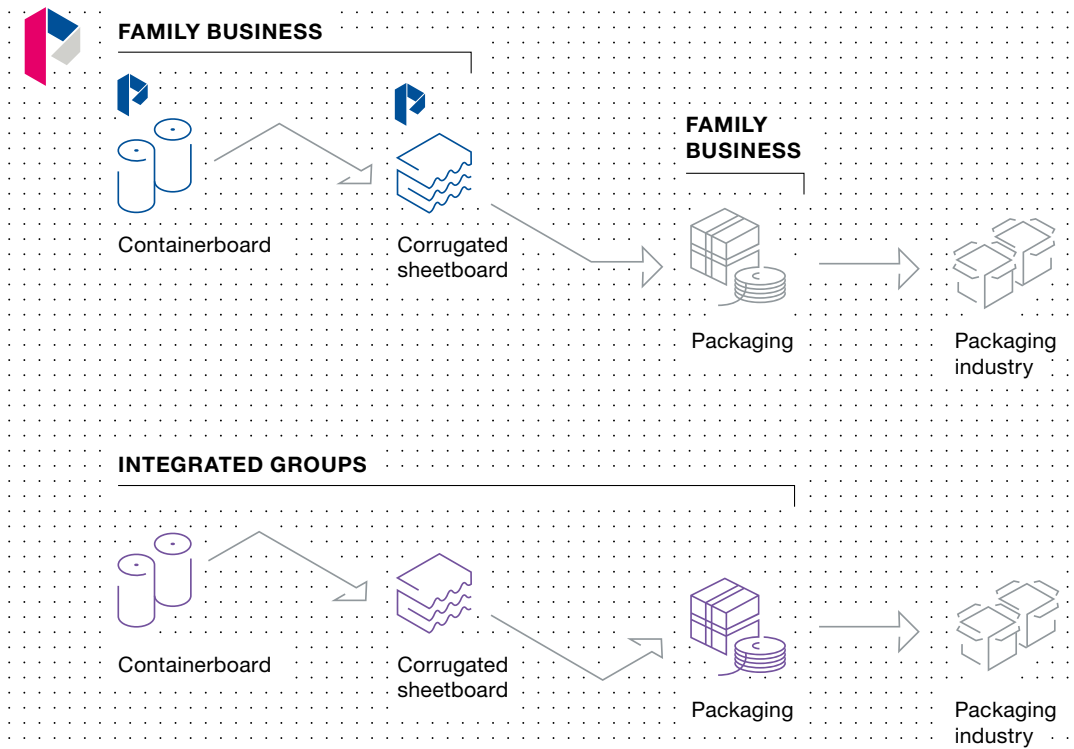 FAMILY BUSINESS
FAMILY
BUSINESS
Containerboard
Corrugated
sheetboard
Packaging
Packaging
industry
INTEGRATED GROUPS
Containerboard
Corrugated
sheetboard
Packaging
Packaging
industry